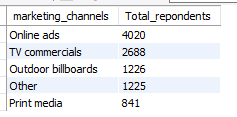 marketing_channels Total_repondents
Online ads 4020
TV commercials 2688
Outdoor billboards 1226
Other 1225
Print media 841